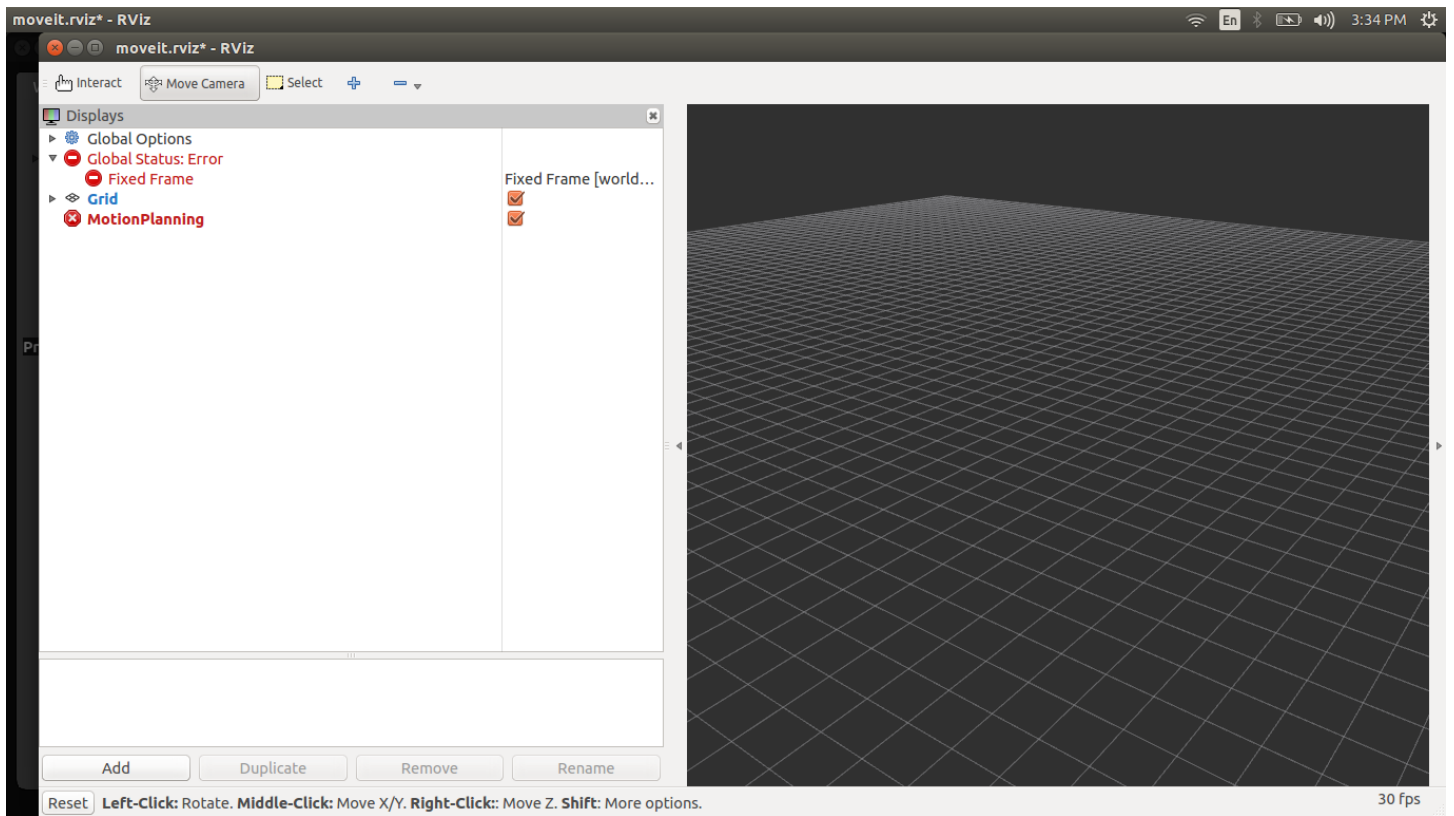 moveit.rviz* - RViz
En
3:34 PM
moveit.rviz* - RViz
Interact
Move Camera
Select
Displays
Global Options
Global Status: Error
Fixed Frame
Fixed Frame [world...
Grid
MotionPlanning
Pr
Add
Duplicate
Remove
Rename
Reset
Left-Click: Rotate. Middle-Click: Move X/Y. Right-Click:: Move Z. Shift: More options.
30 fps